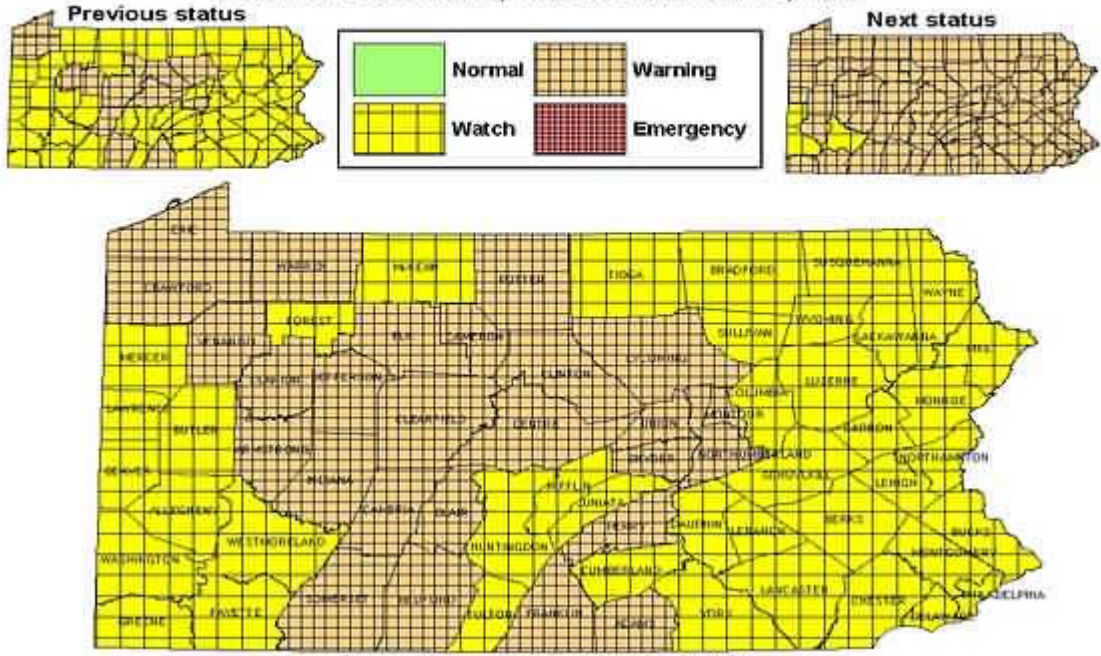 Previous status
Next status
Normal
Warning
Watch
Emergency
ERIE
WARREN
McKEAN
POTTER
TIOGA
BRADFORD
SUSQUEHANNA
WAYNE
CRAWFORD
FOREST
VENANGO
ELK
CAMERON
SULLIVAN
WYOMING
LACKAWANNA
PIKE
MERCER
LYCOMING
CLARION
JEFFERSON
CLINTON
LUZERNE
COLUMBIA
MONROE
LAWRENCE
BUTLER
CLEARFIELD
CENTRE
UNION
MONTOUR
CARBON
ARMSTRONG
SNYDER
NORTHUMBERLAND
NORTHAMPTON
BEAVER
INDIANA
MIFFLIN
SCHUYLKILL
LEHIGH
ALLEGHENY
CAMBRIA
BLAIR
JUNIATA
PERRY
DAUPHIN
LEBANON
BERKS
BUCKS
WESTMORELAND
HUNTINGDON
MONTGOMERY
WASHINGTON
CUMBERLAND
LANCASTER
CHESTER
PHILADELPHIA
SOMERSET
BEDFORD
FULTON
FRANKLIN
ADAMS
YORK
DELAWARE
GREENE
FAYETTE